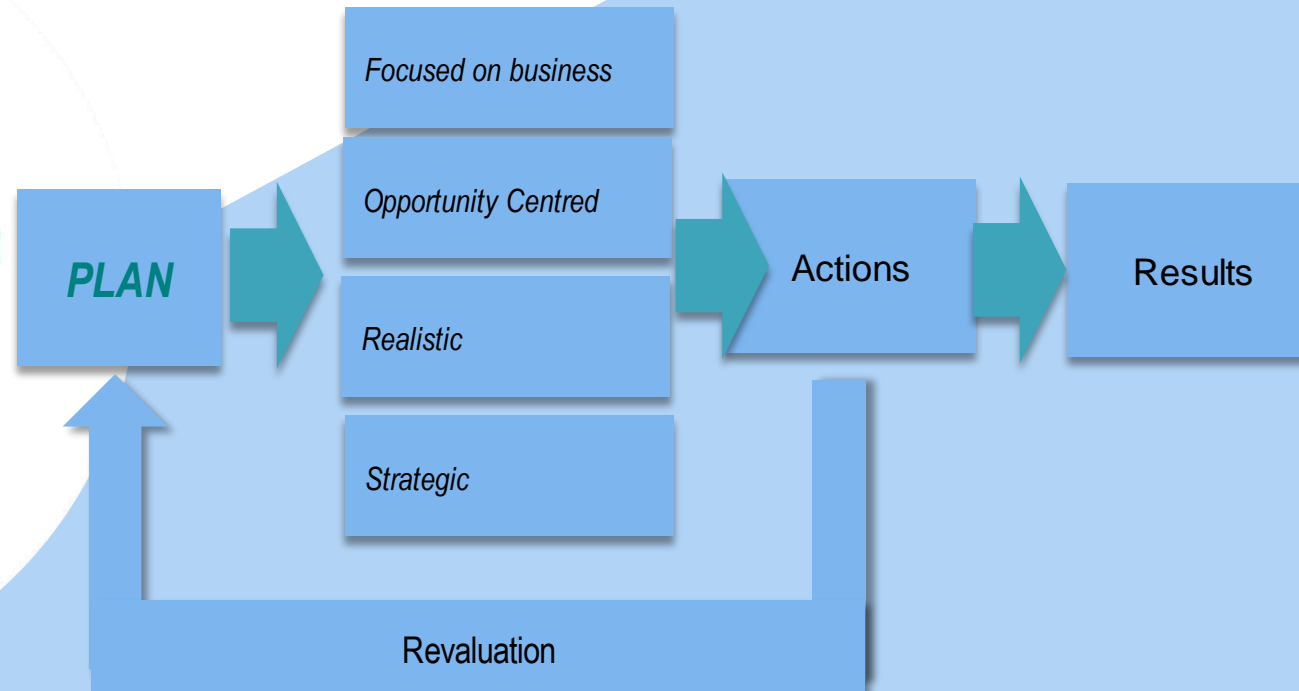 PLAN
Focused on business
Opportunity Centred
Realistic
Strategic
Actions
Results
Revaluation